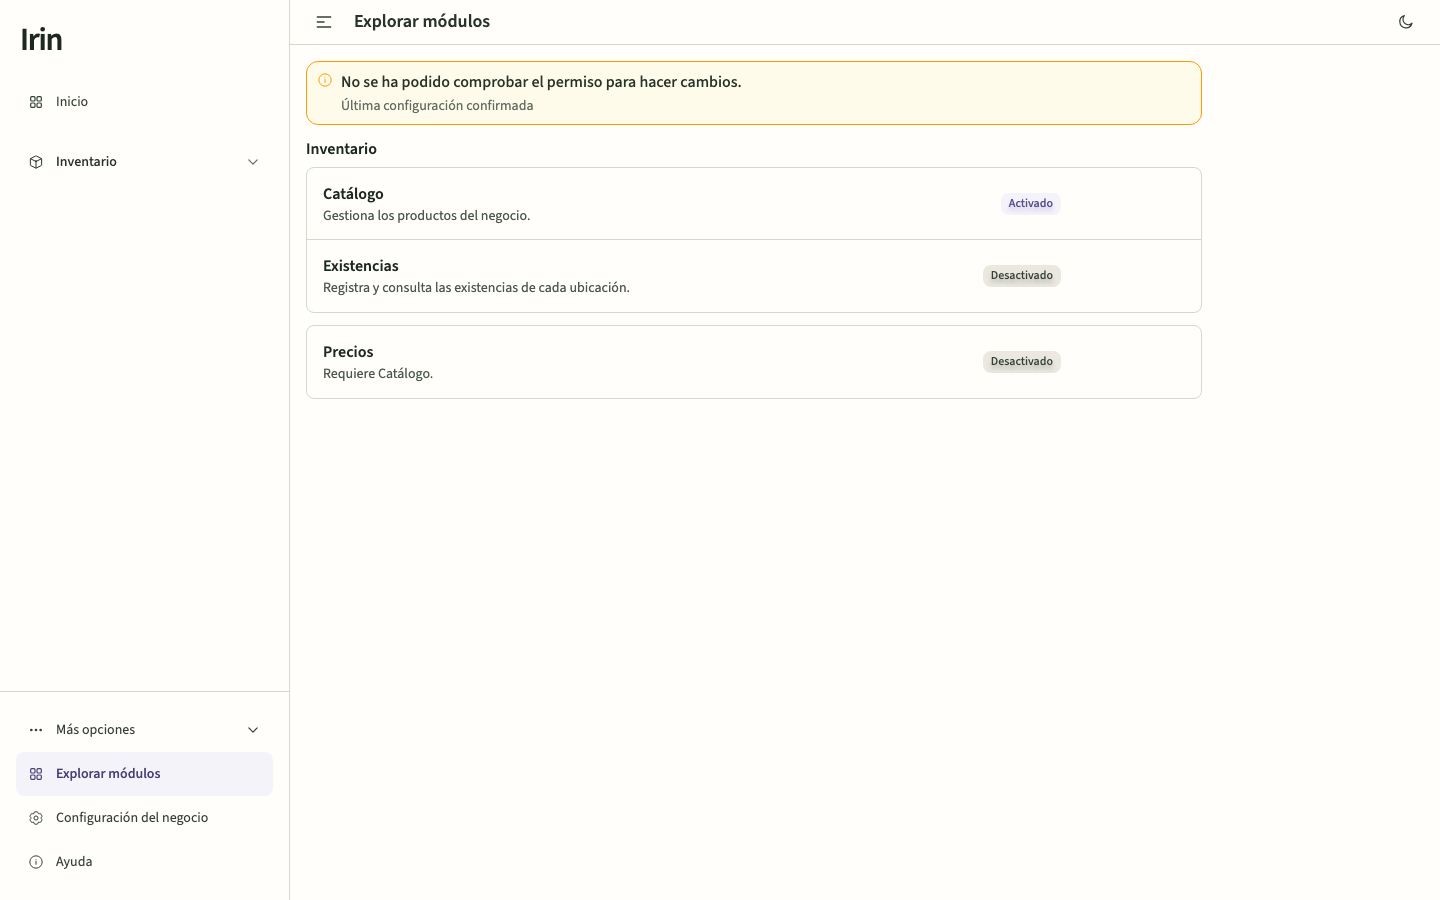 Irin
Inicio
Inventario
Más opciones
Explorar módulos
Configuración del negocio
Ayuda
Explorar módulos
No se ha podido comprobar el permiso para hacer cambios.
Última configuración confirmada
Inventario
Catálogo
Gestiona los productos del negocio.
Activado
Existencias
Registra y consulta las existencias de cada ubicación.
Desactivado
Precios
Requiere Catálogo.
Desactivado